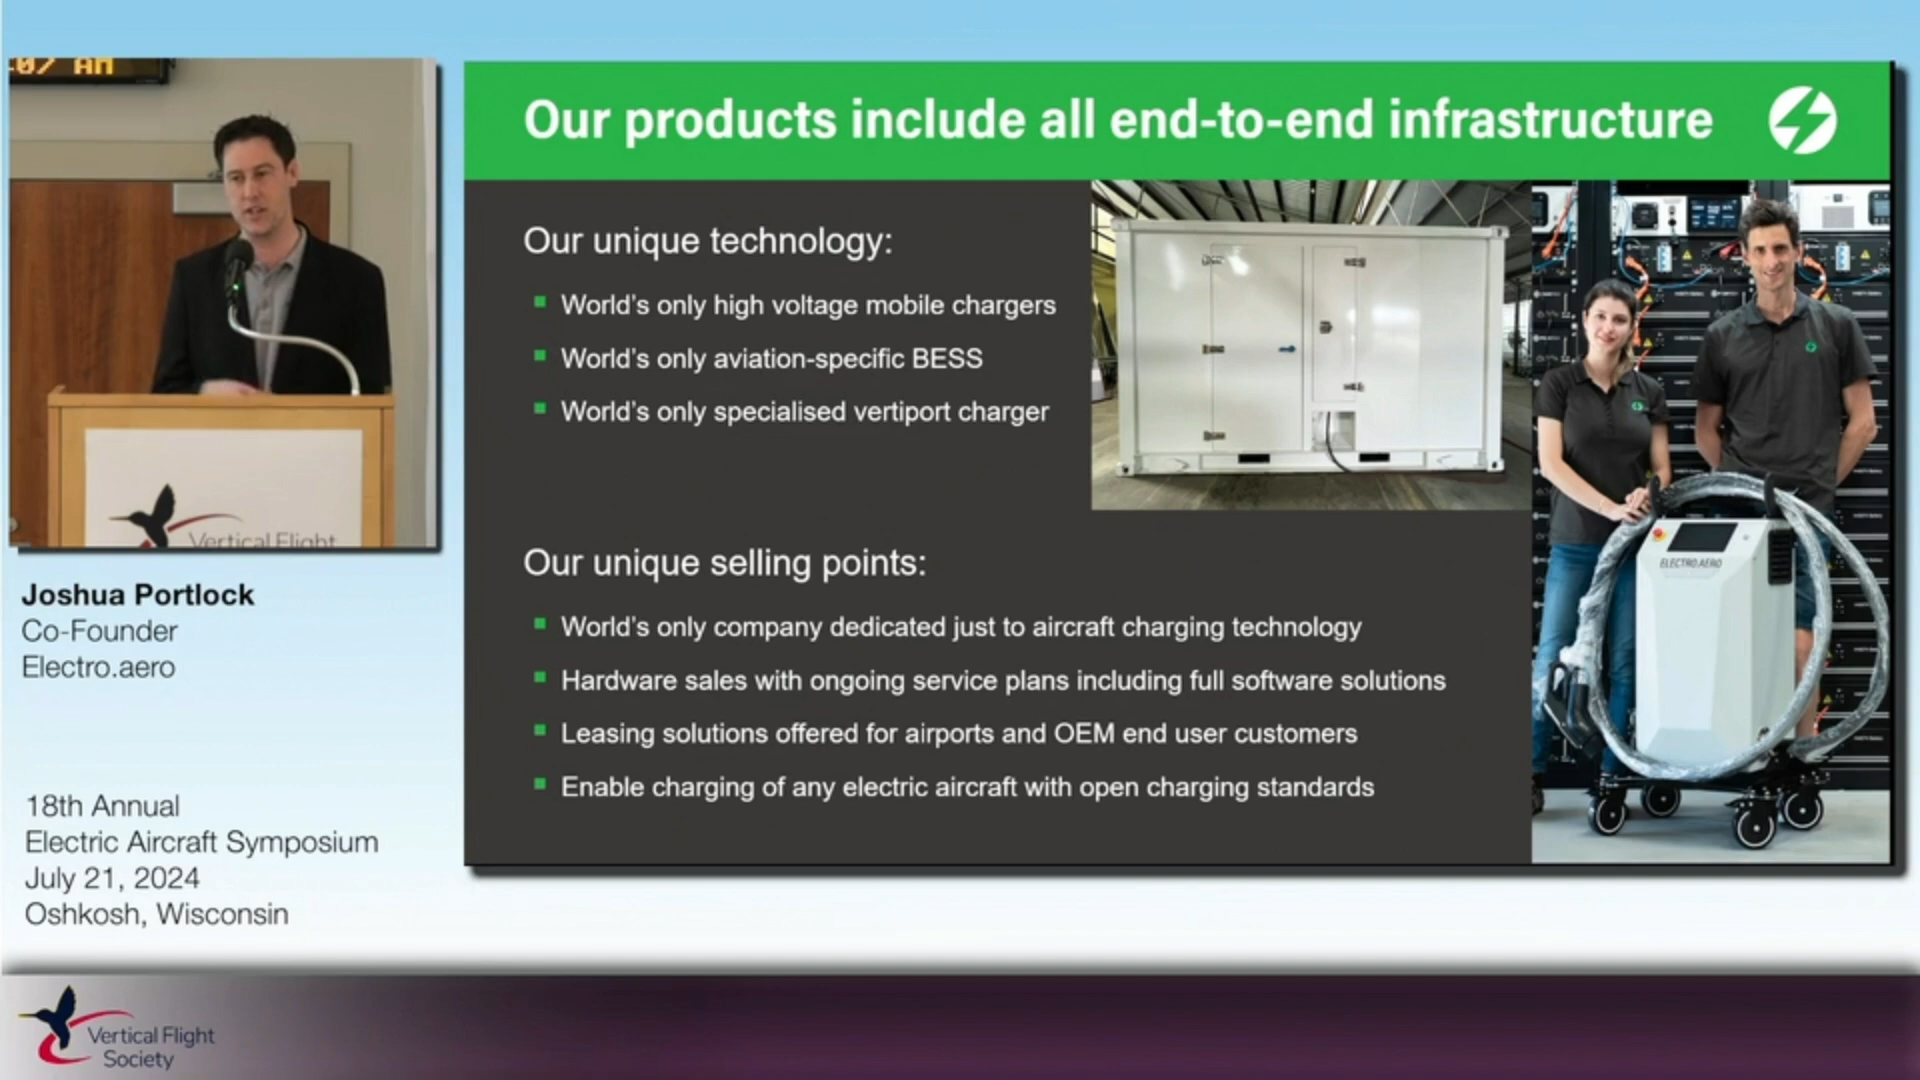 :07 AM
Our products include all end-to-end infrastructure
Our unique technology:
World's only high voltage mobile chargers
World's only aviation-specific BESS
World's only specialised vertiport charger
Our unique selling points:
World's only company dedicated just to aircraft charging technology
Hardware sales with ongoing service plans including full software solutions
Leasing solutions offered for airports and OEM end user customers
Enable charging of any electric aircraft with open charging standards
ELECTRO.AERO
Vertical Flight
Joshua Portlock
Co-Founder
Electro.aero
18th Annual
Electric Aircraft Symposium
July 21, 2024
Oshkosh, Wisconsin
Vertical Flight
Society